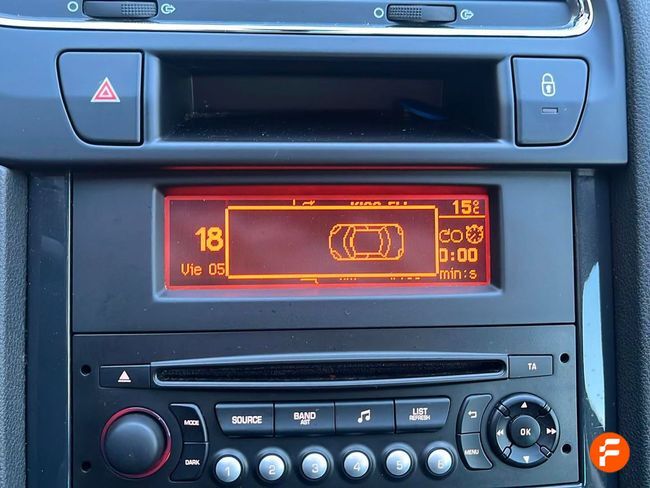 15°C
18
Vie 05
0:00
min:s
TA
MODE
SOURCE
BAND
AST
LIST
REFRESH
DARK
MENU
OK
1 2 3 4 5 6
F